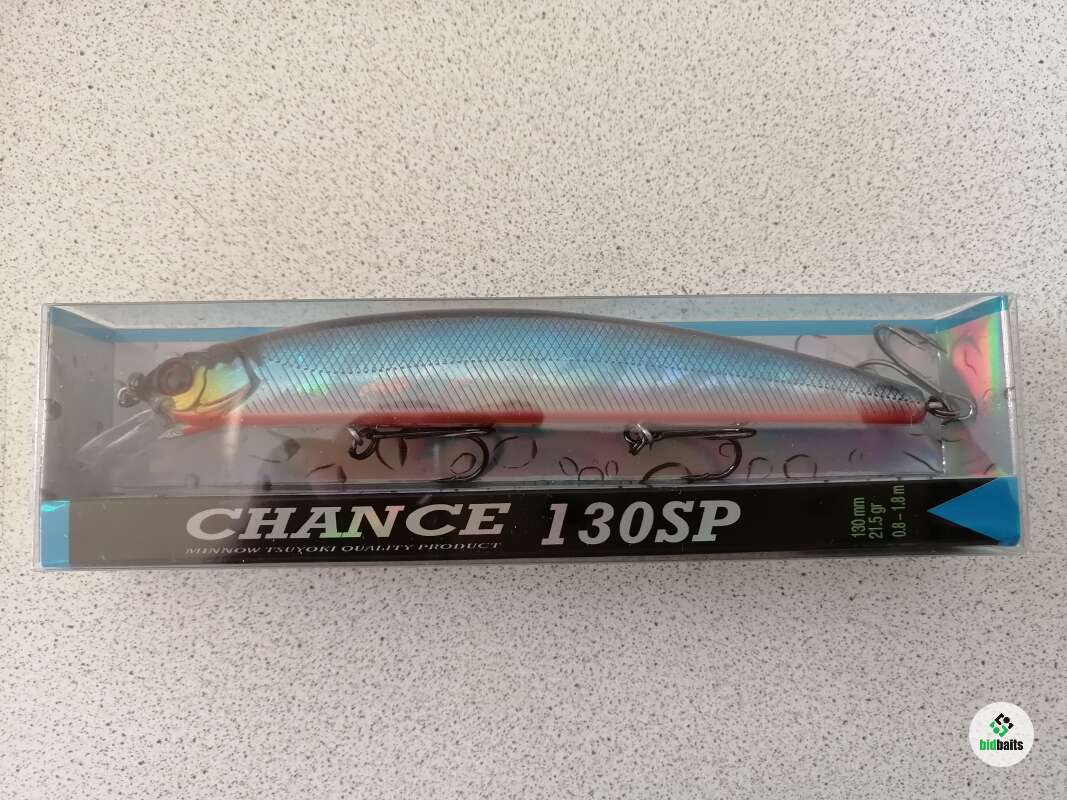 CHANCE 130SP
MINNOW TSUYOKI QUALITY PRODUCT
130 mm
21.5 gr
0.8 – 1.8 m
bidbaits